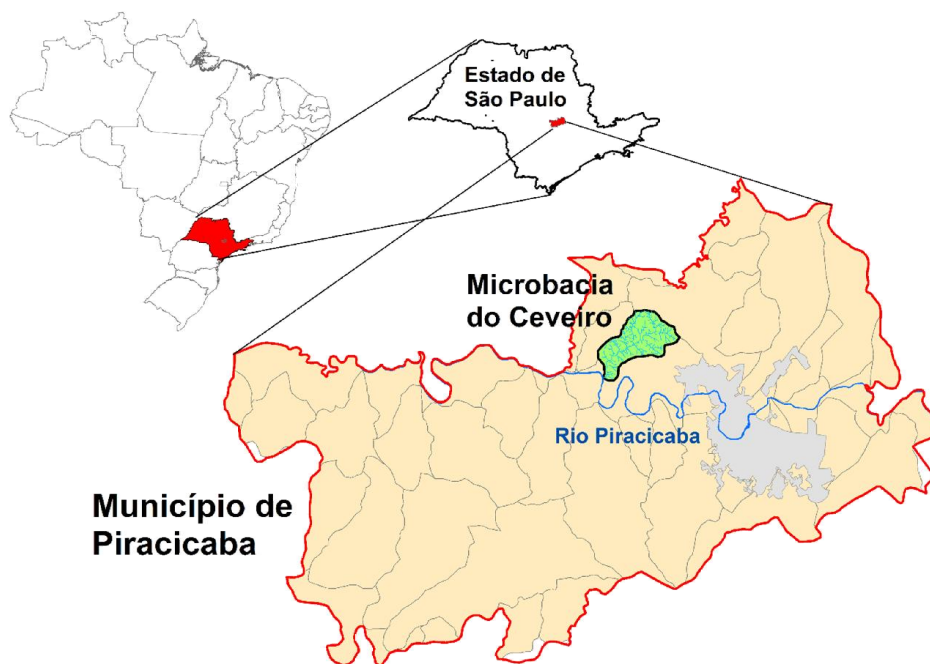 Estado de
São Paulo
Microbacia
do Ceveiro
Rio Piracicaba
Município de
Piracicaba